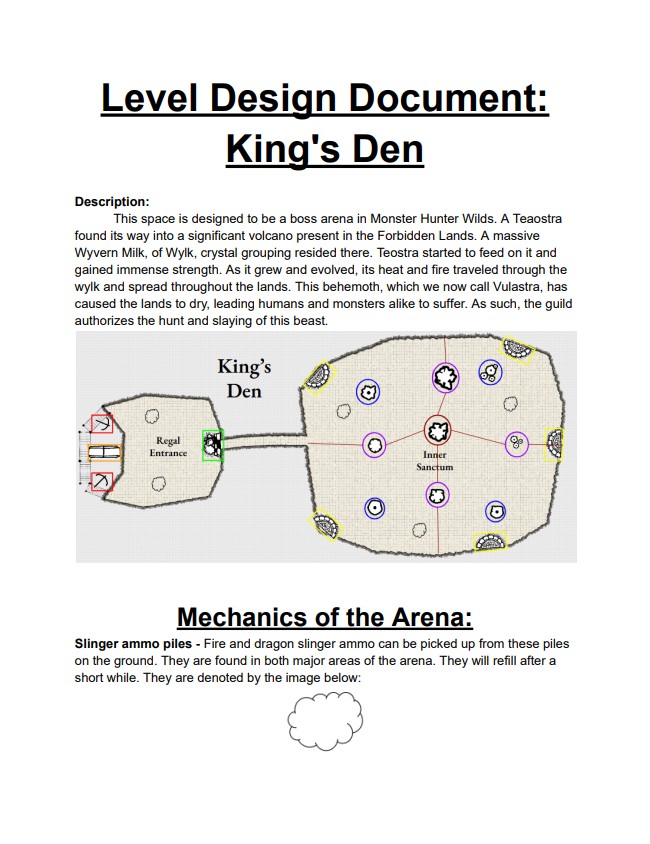 Level Design Document:
King's Den
Description:
This space is designed to be a boss arena in Monster Hunter Wilds. A Teaostra
found its way into a significant volcano present in the Forbidden Lands. A massive
Wyvern Milk, of Wylk, crystal grouping resided there. Teostra started to feed on it and
gained immense strength. As it grew and evolved, its heat and fire traveled through the
wylk and spread throughout the lands. This behemoth, which we now call Vulastra, has
caused the lands to dry, leading humans and monsters alike to suffer. As such, the guild
authorizes the hunt and slaying of this beast.
King's
Den
Regal
Entrance
Inner
Sanctum
Mechanics of the Arena:
Slinger ammo piles - Fire and dragon slinger ammo can be picked up from these piles
on the ground. They are found in both major areas of the arena. They will refill after a
short while. They are denoted by the image below: